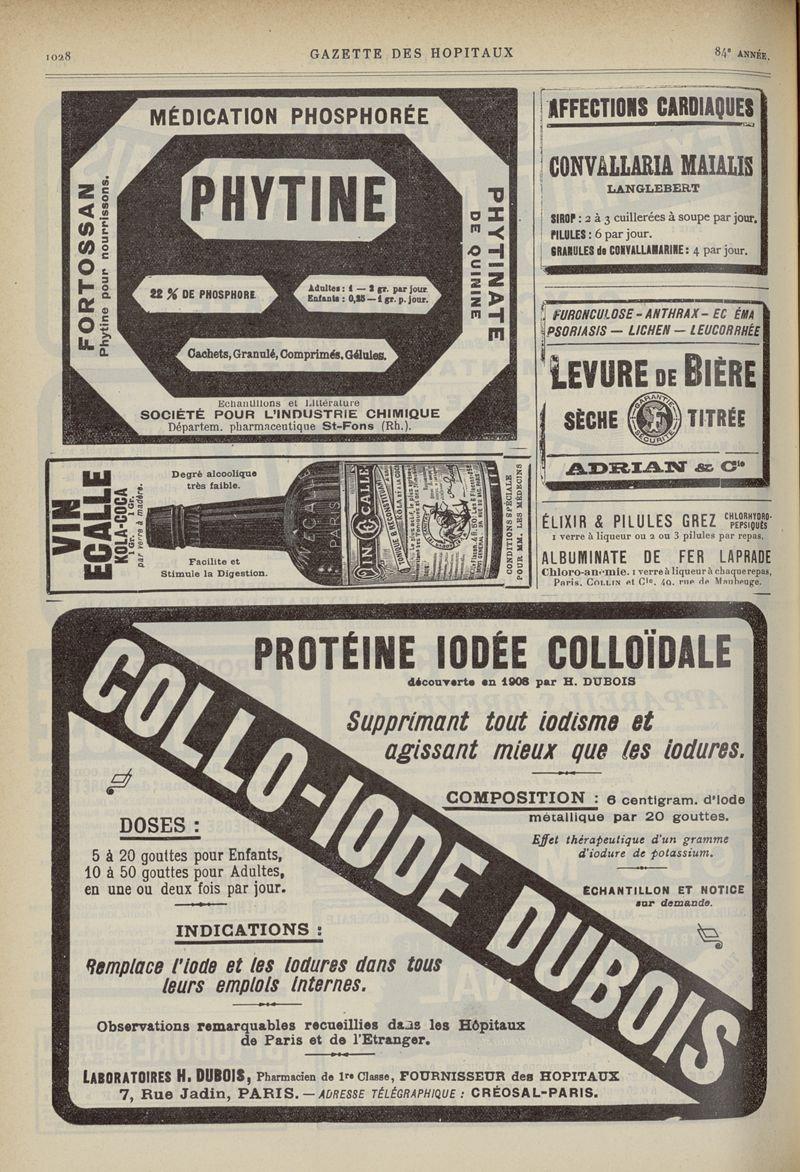 1028
GAZETTE DES HOPITAUX
84e ANNÉE.
MÉDICATION PHOSPHORÉE
FORTOSSAN
Phytine pour nourrissons.
PHYTINE
PHYTINATE
DE QUININE
22 % DE PHOSPHORE
Adultes : 1 — 2 gr. par jour.
Enfants : 0,25 — 1 gr. p. jour.
Cachets, Granulé, Comprimés, Gélules.
Echantillons et Littérature
SOCIÉTÉ POUR L'INDUSTRIE CHIMIQUE
Départem. pharmaceutique St-Fons (Rh.).
AFFECTIONS CARDIAQUES
CONVALLARIA MAIALIS
LANGLEBERT
SIROP : 2 à 3 cuillerées à soupe par jour.
PILULES : 6 par jour.
GRANULES de CONVALLAMARINE : 4 par jour.
FURONCULOSE - ANTHRAX - EC ÉMA
PSORIASIS — LICHEN — LEUCORRHÉE
LEVURE DE BIÈRE
SÈCHE
GARANTIE
SÉCURITÉ
TITRÉE
ADRIAN & Cie
VIN
ECALLE
KOLA-COCA
1 Gr. 1 Gr.
par verre à madère.
Degré alcoolique
très faible.
Facilite et
Stimule la Digestion.
ECALLE
PARIS
VIN ECALLE
CONDITIONS SPÉCIALE
POUR MM. LES MÉDECINS
ÉLIXIR & PILULES GREZ CHLORHYDRO-PEPSIQUES
1 verre à liqueur ou 2 ou 3 pilules par repas.
ALBUMINATE DE FER LAPRADE
Chloro-anémie. 1 verre à liqueur à chaque repas,
Paris. COLLIN et Cie. 49. rue de Maubeuge.
PROTÉINE IODÉE COLLOÏDALE
découverte en 1908 par H. DUBOIS
Supprimant tout iodisme et
agissant mieux que les iodures.
COLLO-IODE DUBOIS
COMPOSITION : 6 centigram. d'Iode
métallique par 20 gouttes.
Effet thérapeutique d'un gramme
d'iodure de potassium.
ÉCHANTILLON ET NOTICE
sur demande.
DOSES :
5 à 20 gouttes pour Enfants,
10 à 50 gouttes pour Adultes,
en une ou deux fois par jour.
INDICATIONS :
Remplace l'iode et les iodures dans tous
leurs emplois internes.
Observations remarquables recueillies dans les Hôpitaux
de Paris et de l'Etranger.
LABORATOIRES H. DUBOIS, Pharmacien de 1re Classe, FOURNISSEUR des HOPITAUX
7, Rue Jadin, PARIS. — ADRESSE TÉLÉGRAPHIQUE : CRÉOSAL-PARIS.